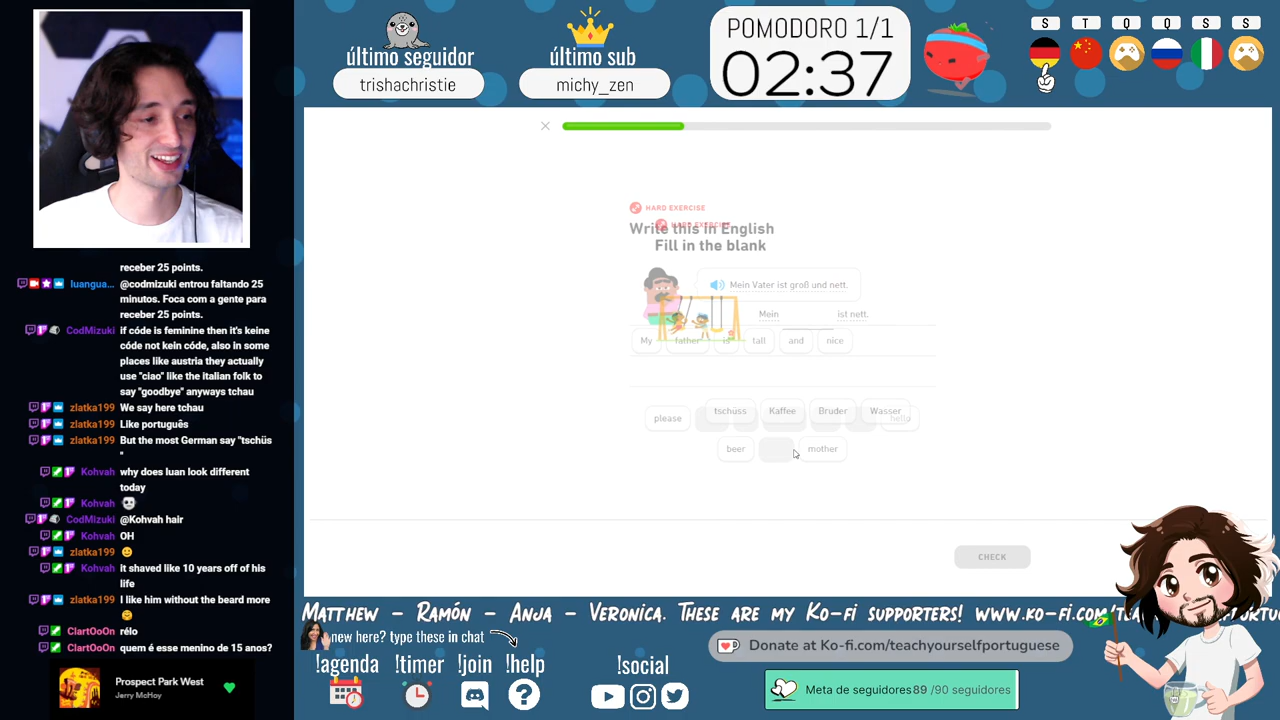 último seguidor
trishachristie
último sub
michy_zen
POMODORO 1/1
02:37
S T Q Q S S
receber 25 points.
luangua... @codmizuki entrou faltando 25
minutos. Foca com a gente para
receber 25 points.
CodMizuki if códe is feminine then it's keine
códe not kein códe, also in some
places like austria they actually
use "ciao" like the italian folk to
say "goodbye" anyways tchau
zlatka199 We say here tchau
zlatka199 Like português
zlatka199 But the most German say "tschüs
"
Kohvah why does luan look different
today
Kohvah
CodMizuki @Kohvah hair
Kohvah OH
zlatka199
Kohvah it shaved like 10 years off of his
life
zlatka199 I like him without the beard more
ClartOoOn rélo
ClartOoOn quem é esse menino de 15 anos?
Prospect Park West
Jerry McHoy
HARD EXERCISE
HARD EXERCISE
Write this in English
Fill in the blank
Mein Vater ist groß und nett.
Mein ist nett.
My father is tall and nice
please tschüss Kaffee Bruder Wasser hello
beer mother
CHECK
Matthew - Ramón - Anja - Veronica. These are my Ko-fi supporters! www.ko-fi.com/
new here? type these in chat
!agenda !timer !join !help
!social
Donate at Ko-fi.com/teachyourselfportuguese
Meta de seguidores 89 /90 seguidores